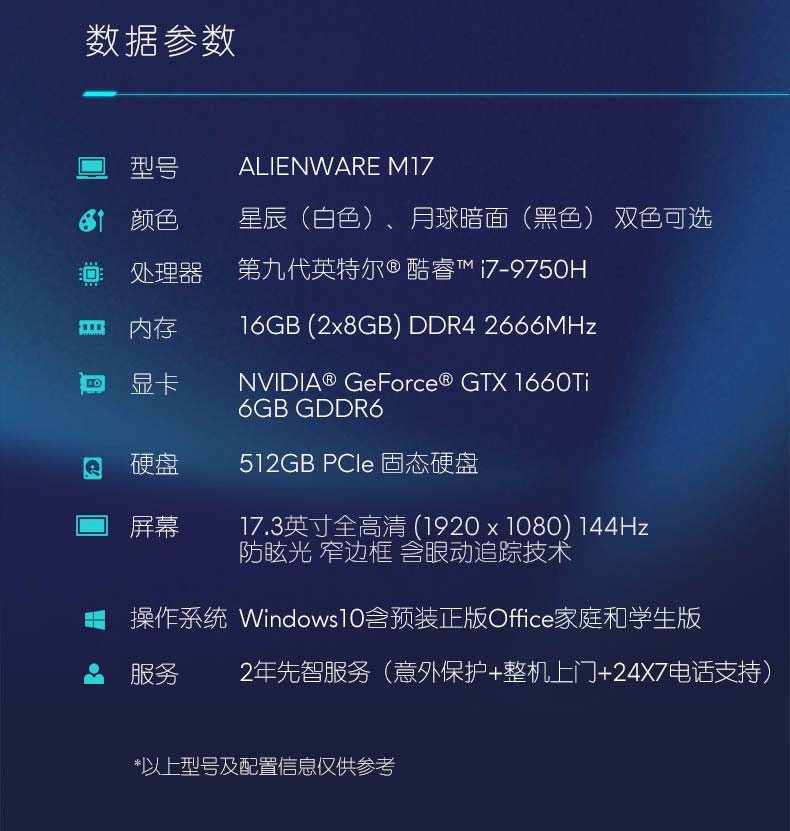 数据参数
型号 ALIENWARE M17
颜色 星辰（白色）、月球暗面（黑色） 双色可选
处理器 第九代英特尔® 酷睿™ i7-9750H
内存 16GB (2x8GB) DDR4 2666MHz
显卡 NVIDIA® GeForce® GTX 1660Ti
6GB GDDR6
硬盘 512GB PCIe 固态硬盘
屏幕 17.3英寸全高清 (1920 x 1080) 144Hz
防眩光 窄边框 含眼动追踪技术
操作系统 Windows10含预装正版Office家庭和学生版
服务 2年先智服务（意外保护+整机上门+24X7电话支持）
*以上型号及配置信息仅供参考